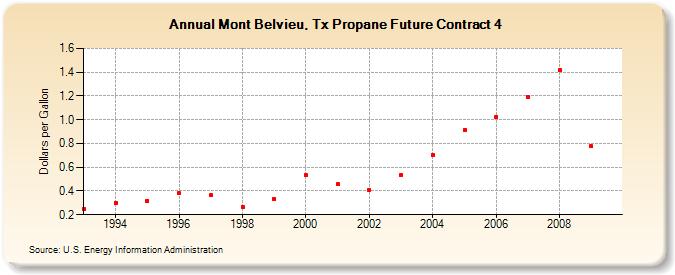 Annual Mont Belvieu, Tx Propane Future Contract 4
Dollars per Gallon
1.6
1.4
1.2
1.0
0.8
0.6
0.4
0.2
1994 1996 1998 2000 2002 2004 2006 2008
Source: U.S. Energy Information Administration